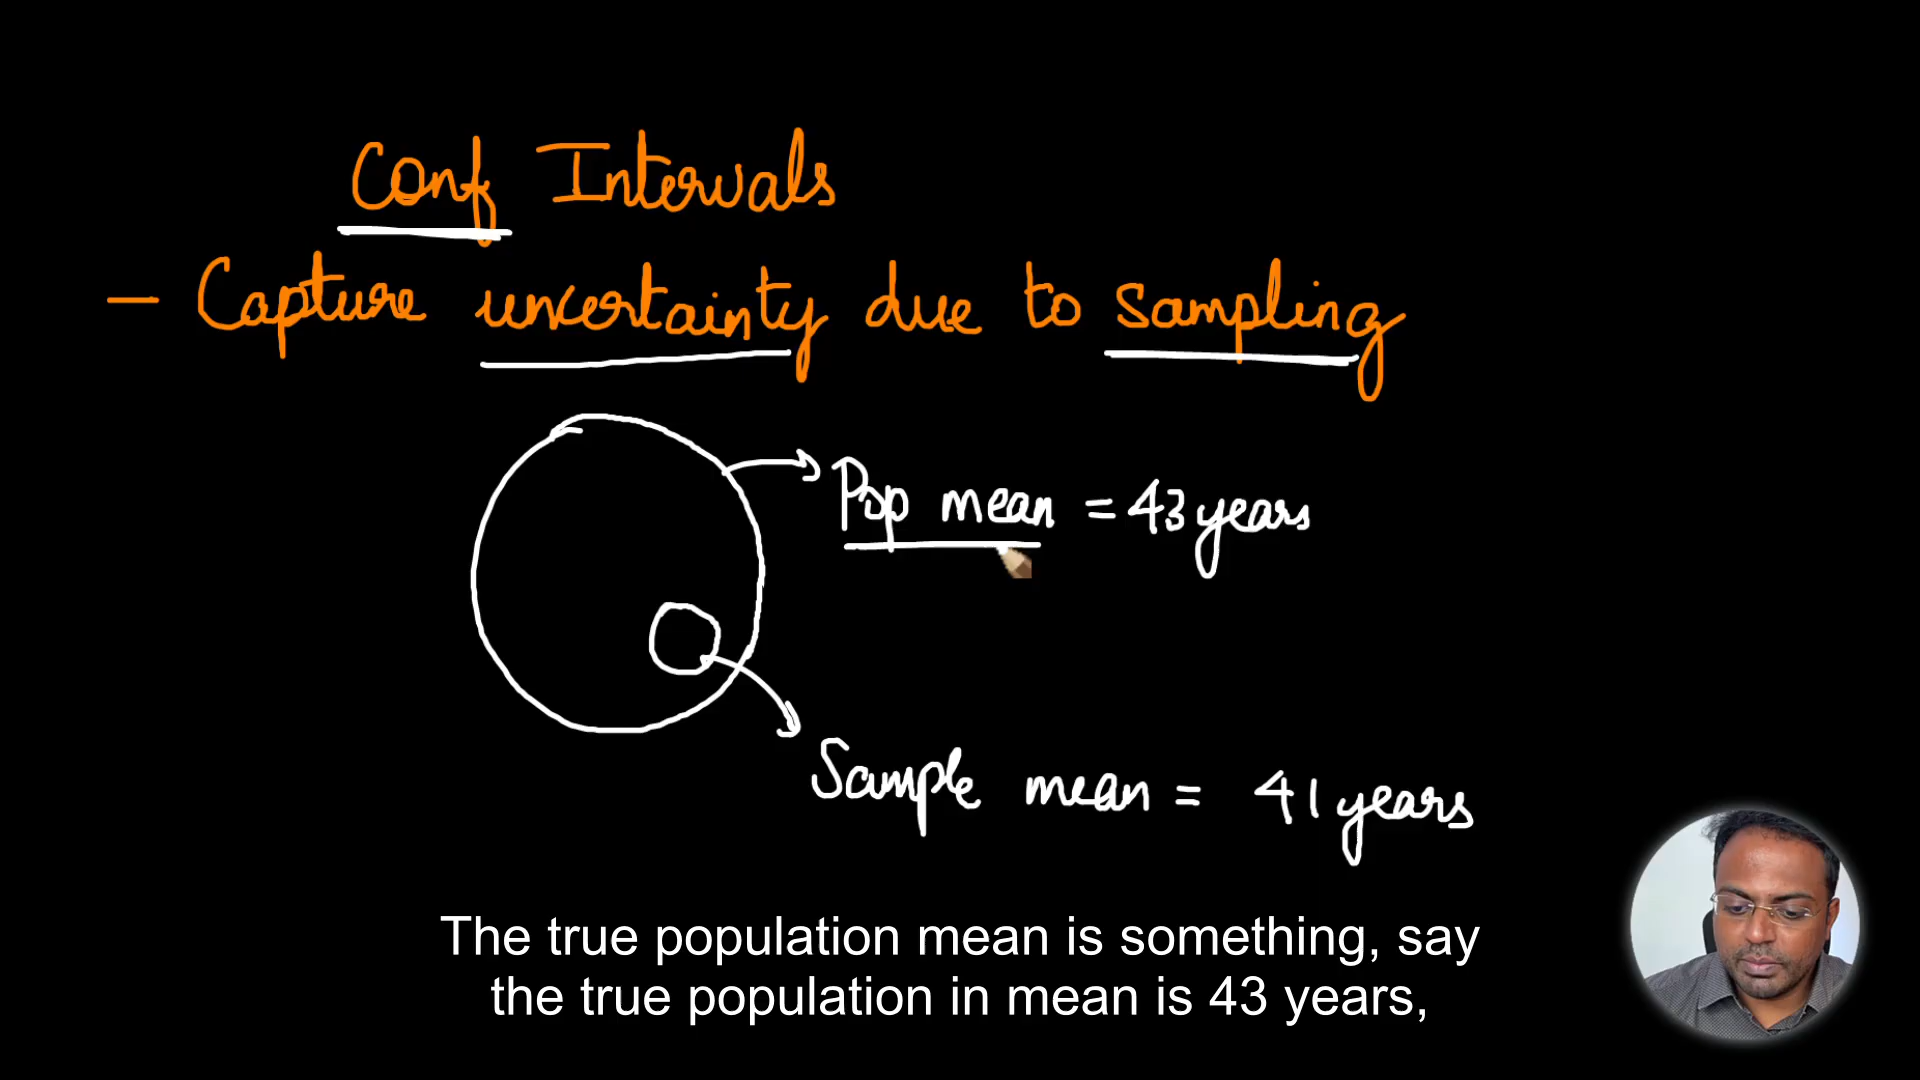 Conf Intervals
— Capture uncertainty due to sampling
Pop mean = 43 years
Sample mean = 41 years
The true population mean is something, say
the true population in mean is 43 years,